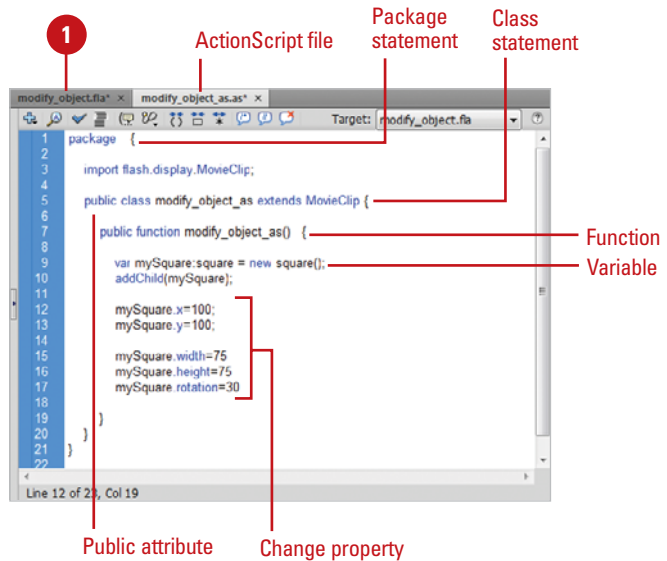 1
ActionScript file
Package
statement
Class
statement
modify_object.fla* × modify_object_as.as* ×
Target: modify_object.fla
1 package {
2
3 import flash.display.MovieClip;
4
5 public class modify_object_as extends MovieClip {
6
7 public function modify_object_as() {
8
9 var mySquare:square = new square();
10 addChild(mySquare);
11
12 mySquare.x=100;
13 mySquare.y=100;
14
15 mySquare.width=75
16 mySquare.height=75
17 mySquare.rotation=30
18
19 }
20 }
21 }
22
Function
Variable
Line 12 of 23, Col 19
Public attribute
Change property